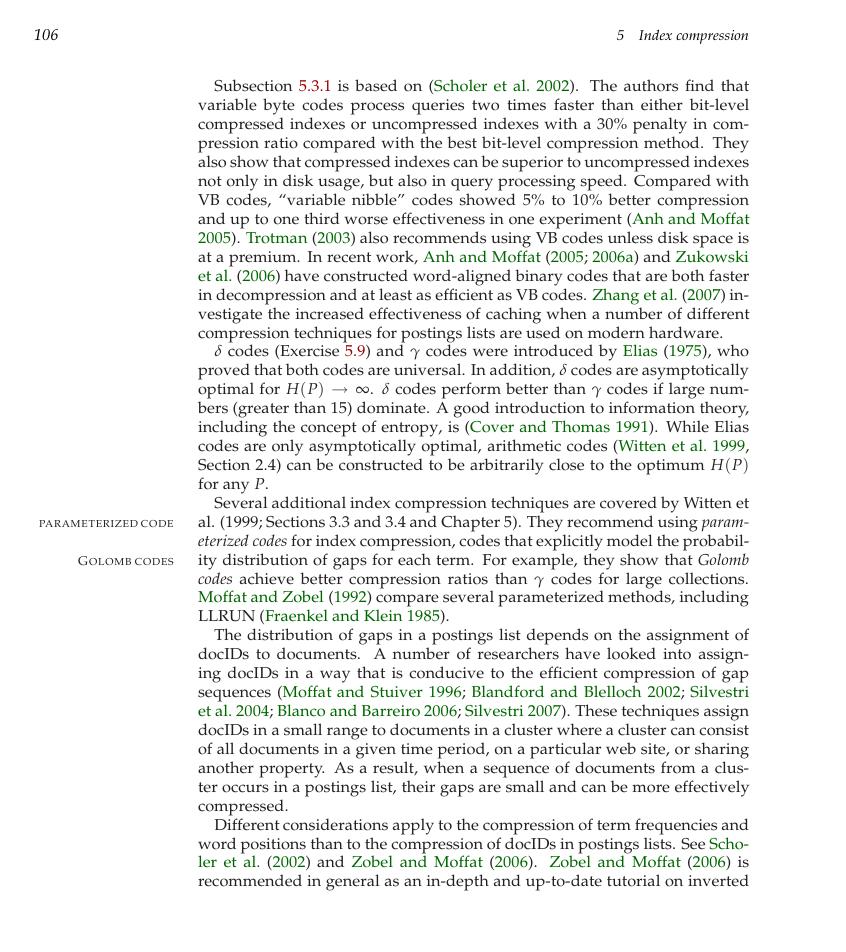 106
5 Index compression
Subsection 5.3.1 is based on (Scholer et al. 2002). The authors find that
variable byte codes process queries two times faster than either bit-level
compressed indexes or uncompressed indexes with a 30% penalty in com-
pression ratio compared with the best bit-level compression method. They
also show that compressed indexes can be superior to uncompressed indexes
not only in disk usage, but also in query processing speed. Compared with
VB codes, “variable nibble” codes showed 5% to 10% better compression
and up to one third worse effectiveness in one experiment (Anh and Moffat
2005). Trotman (2003) also recommends using VB codes unless disk space is
at a premium. In recent work, Anh and Moffat (2005; 2006a) and Zukowski
et al. (2006) have constructed word-aligned binary codes that are both faster
in decompression and at least as efficient as VB codes. Zhang et al. (2007) in-
vestigate the increased effectiveness of caching when a number of different
compression techniques for postings lists are used on modern hardware.
δ codes (Exercise 5.9) and γ codes were introduced by Elias (1975), who
proved that both codes are universal. In addition, δ codes are asymptotically
optimal for H(P) → ∞. δ codes perform better than γ codes if large num-
bers (greater than 15) dominate. A good introduction to information theory,
including the concept of entropy, is (Cover and Thomas 1991). While Elias
codes are only asymptotically optimal, arithmetic codes (Witten et al. 1999,
Section 2.4) can be constructed to be arbitrarily close to the optimum H(P)
for any P.
Several additional index compression techniques are covered by Witten et
PARAMETERIZED CODE
al. (1999; Sections 3.3 and 3.4 and Chapter 5). They recommend using param-
eterized codes for index compression, codes that explicitly model the probabil-
GOLOMB CODES
ity distribution of gaps for each term. For example, they show that Golomb
codes achieve better compression ratios than γ codes for large collections.
Moffat and Zobel (1992) compare several parameterized methods, including
LLRUN (Fraenkel and Klein 1985).
The distribution of gaps in a postings list depends on the assignment of
docIDs to documents. A number of researchers have looked into assign-
ing docIDs in a way that is conducive to the efficient compression of gap
sequences (Moffat and Stuiver 1996; Blandford and Blelloch 2002; Silvestri
et al. 2004; Blanco and Barreiro 2006; Silvestri 2007). These techniques assign
docIDs in a small range to documents in a cluster where a cluster can consist
of all documents in a given time period, on a particular web site, or sharing
another property. As a result, when a sequence of documents from a clus-
ter occurs in a postings list, their gaps are small and can be more effectively
compressed.
Different considerations apply to the compression of term frequencies and
word positions than to the compression of docIDs in postings lists. See Scho-
ler et al. (2002) and Zobel and Moffat (2006). Zobel and Moffat (2006) is
recommended in general as an in-depth and up-to-date tutorial on inverted